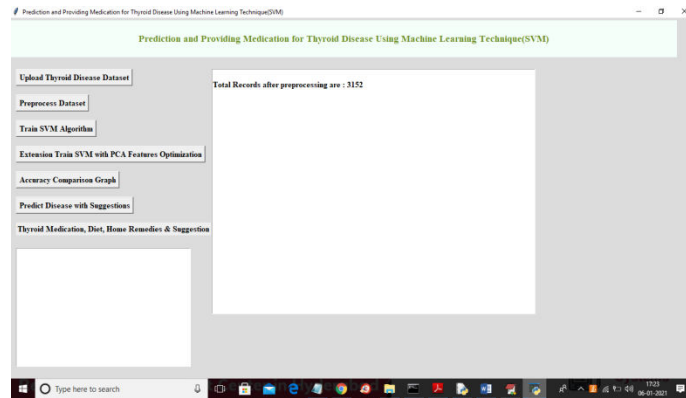 Prediction and Providing Medication for Thyroid Disease Using Machine Learning Technique(SVM)
Prediction and Providing Medication for Thyroid Disease Using Machine Learning Technique(SVM)
Upload Thyroid Disease Dataset
Total Records after preprocessing are : 3152
Preprocess Dataset
Train SVM Algorithm
Extension Train SVM with PCA Features Optimization
Accuracy Comparison Graph
Predict Disease with Suggestions
Thyroid Medication, Diet, Home Remedies & Suggestion
Type here to search
17:23
06-01-2021